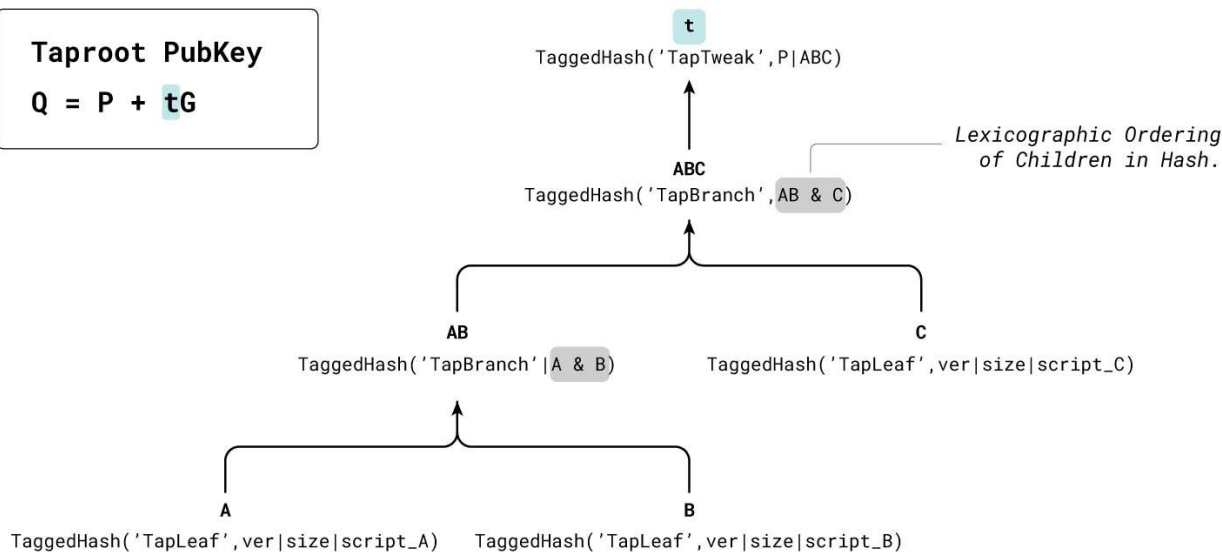 Taproot PubKey
Q = P + tG
t
TaggedHash('TapTweak',P|ABC)
Lexicographic Ordering
of Children in Hash.
ABC
TaggedHash('TapBranch',AB & C)
AB
TaggedHash('TapBranch'|A & B)
C
TaggedHash('TapLeaf',ver|size|script_C)
A
TaggedHash('TapLeaf',ver|size|script_A)
B
TaggedHash('TapLeaf',ver|size|script_B)